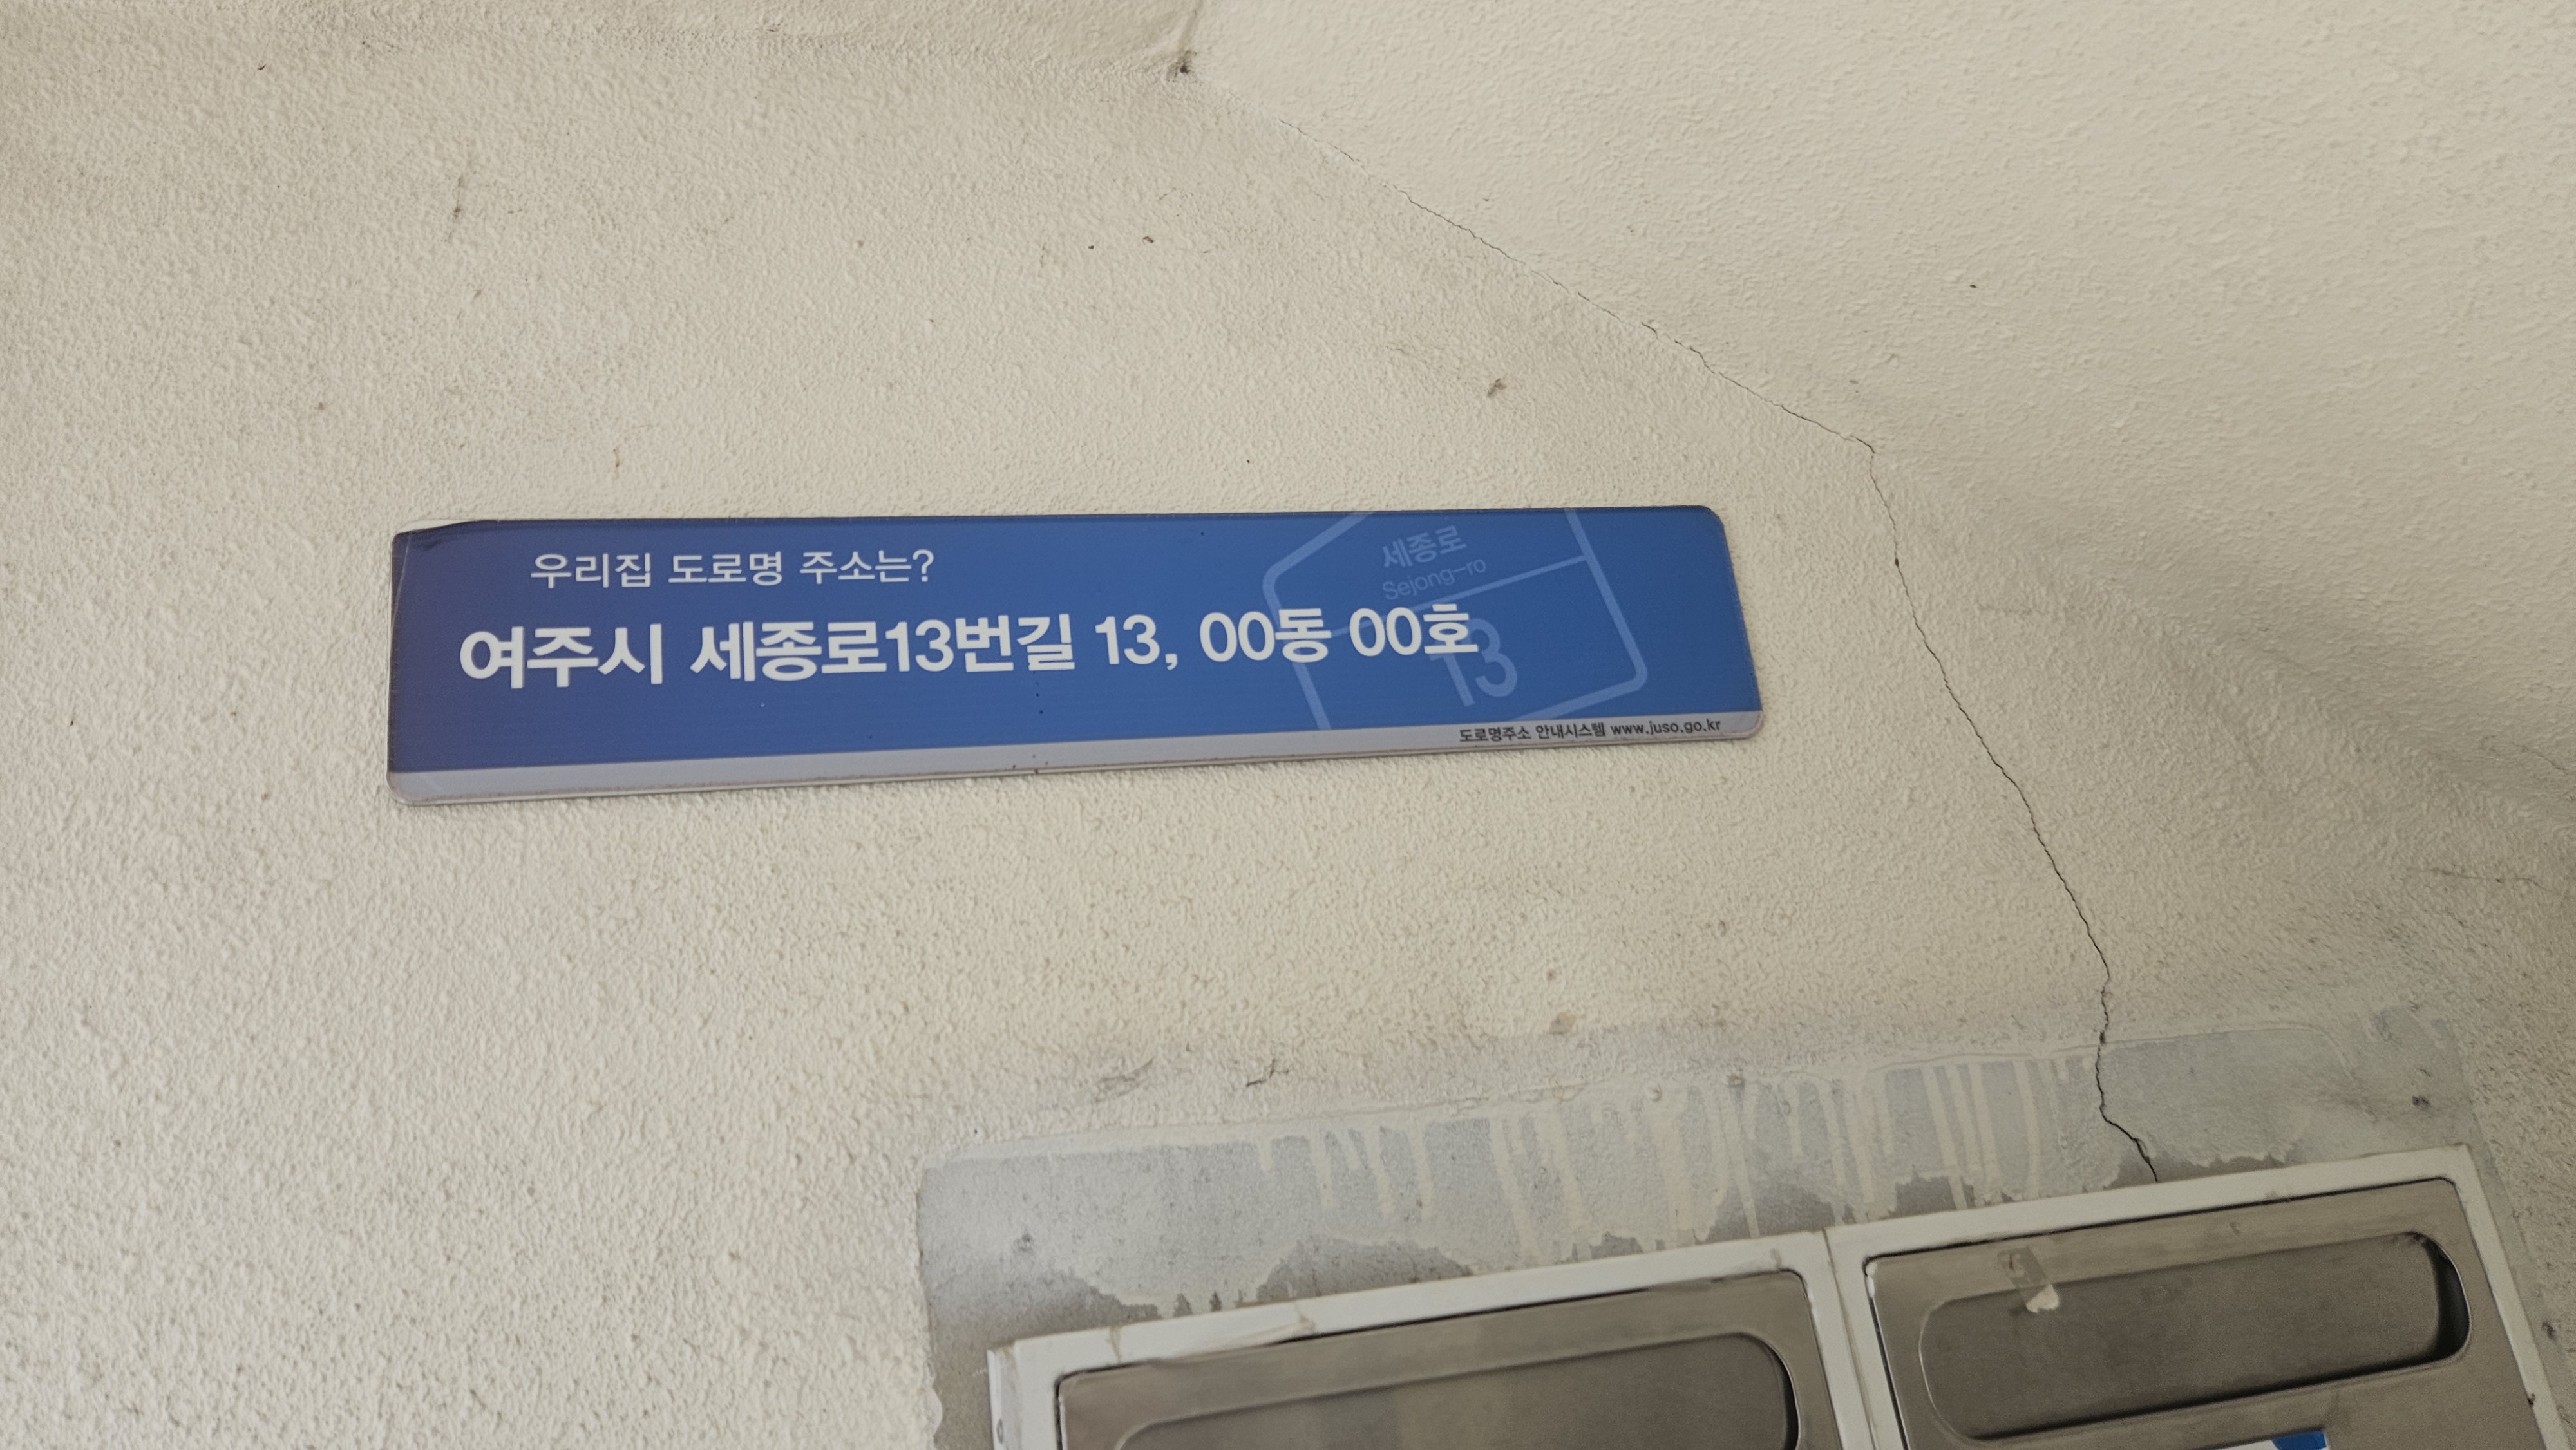 우리집 도로명 주소는?
여주시 세종로13번길 13, 00동 00호
세종로
Sejong-ro
13
도로명주소 안내시스템 www.juso.go.kr